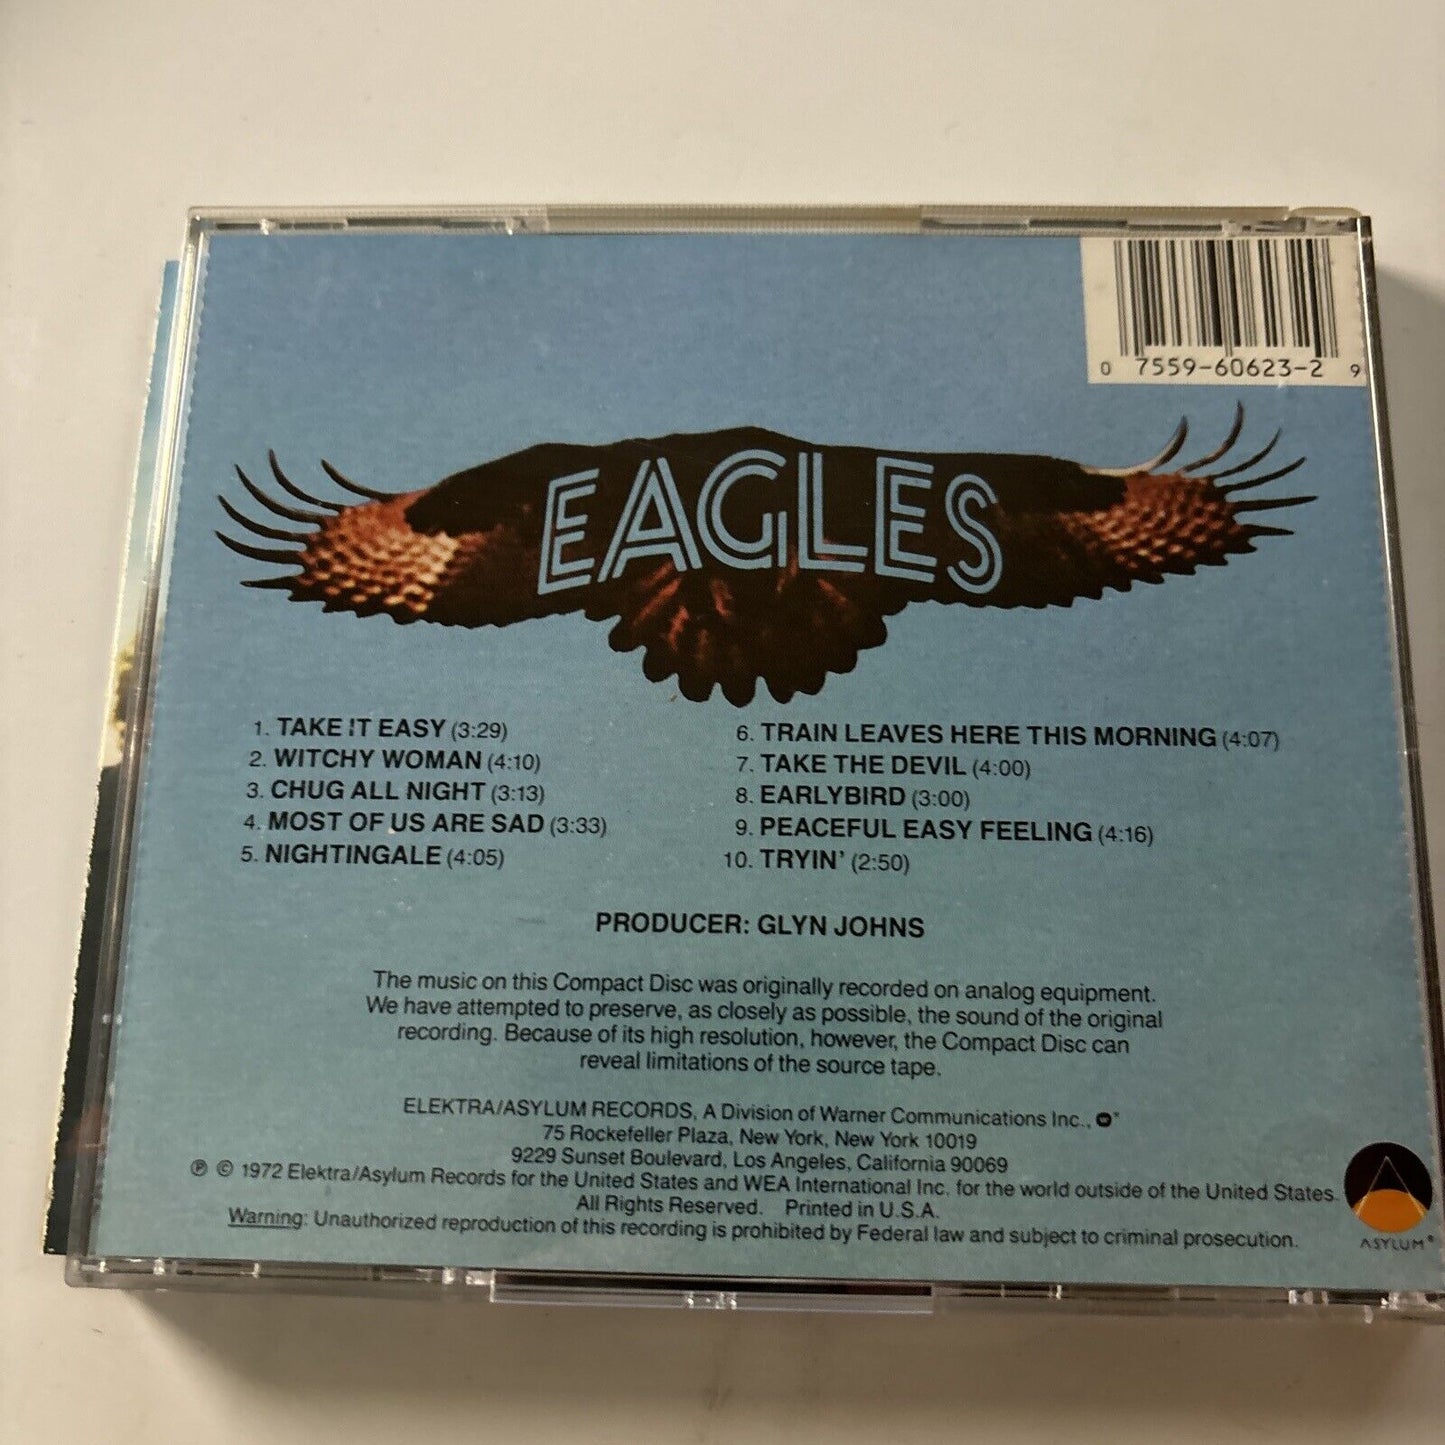 0 7559-60623-2 9
EAGLES
1. TAKE IT EASY (3:29)
2. WITCHY WOMAN (4:10)
3. CHUG ALL NIGHT (3:13)
4. MOST OF US ARE SAD (3:33)
5. NIGHTINGALE (4:05)
6. TRAIN LEAVES HERE THIS MORNING (4:07)
7. TAKE THE DEVIL (4:00)
8. EARLYBIRD (3:00)
9. PEACEFUL EASY FEELING (4:16)
10. TRYIN' (2:50)
PRODUCER: GLYN JOHNS
The music on this Compact Disc was originally recorded on analog equipment.
We have attempted to preserve, as closely as possible, the sound of the original
recording. Because of its high resolution, however, the Compact Disc can
reveal limitations of the source tape.
ELEKTRA/ASYLUM RECORDS, A Division of Warner Communications Inc.,
75 Rockefeller Plaza, New York, New York 10019
9229 Sunset Boulevard, Los Angeles, California 90069
℗ © 1972 Elektra/Asylum Records for the United States and WEA International Inc. for the world outside of the United States.
All Rights Reserved. Printed in U.S.A.
Warning: Unauthorized reproduction of this recording is prohibited by Federal law and subject to criminal prosecution.
ASYLUM®